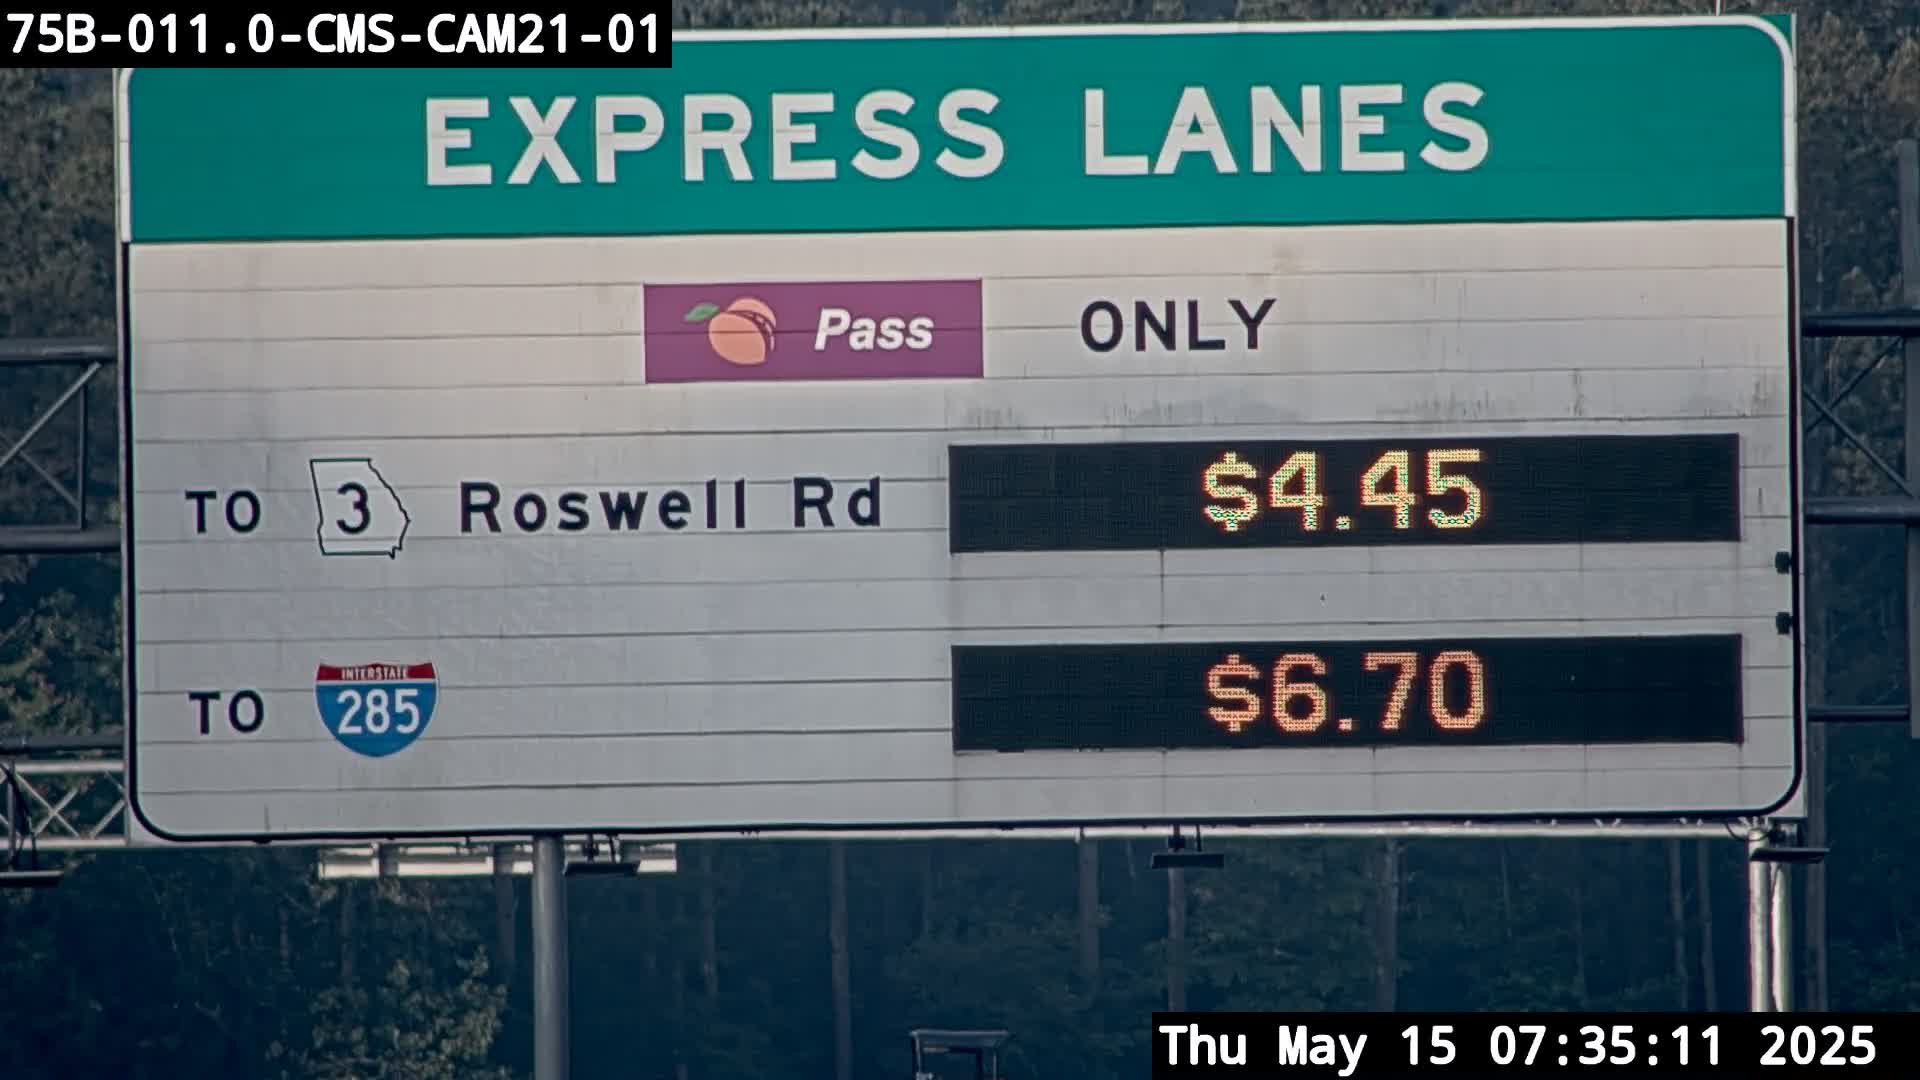 75B-011.0-CMS-CAM21-01
EXPRESS LANES
Pass ONLY
TO 3 Roswell Rd $4.45
TO INTERSTATE 285 $6.70
Thu May 15 07:35:11 2025